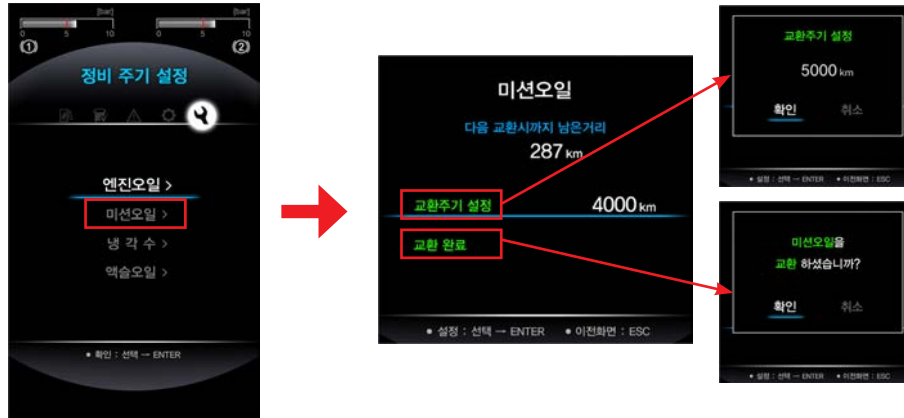 [bar] [bar]
0 5 10 0 5 10
(1) (2)
정비 주기 설정
엔진오일 >
미션오일 >
냉 각 수 >
액슬오일 >
● 확인 : 선택 → ENTER
미션오일
다음 교환시까지 남은거리
287 km
교환주기 설정 4000 km
교환 완료
● 설정 : 선택 → ENTER ● 이전화면 : ESC
교환주기 설정
5000 km
확인 취소
● 설정 : 선택 → ENTER ● 이전화면 : ESC
미션오일을
교환 하셨습니까?
확인 취소
● 설정 : 선택 → ENTER ● 이전화면 : ESC